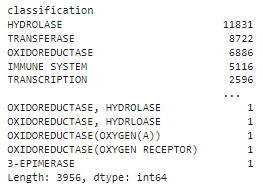 classification
HYDROLASE 11831
TRANSFERASE 8722
OXIDOREDUCTASE 6886
IMMUNE SYSTEM 5116
TRANSCRIPTION 2596
...
OXIDOREDUCTASE, HYDROLASE 1
OXIDOREDUCTASE, HYDRLOASE 1
OXIDOREDUCTASE(OXYGEN(A)) 1
OXIDOREDUCTASE(OXYGEN RECEPTOR) 1
3-EPIMERASE 1
Length: 3956, dtype: int64